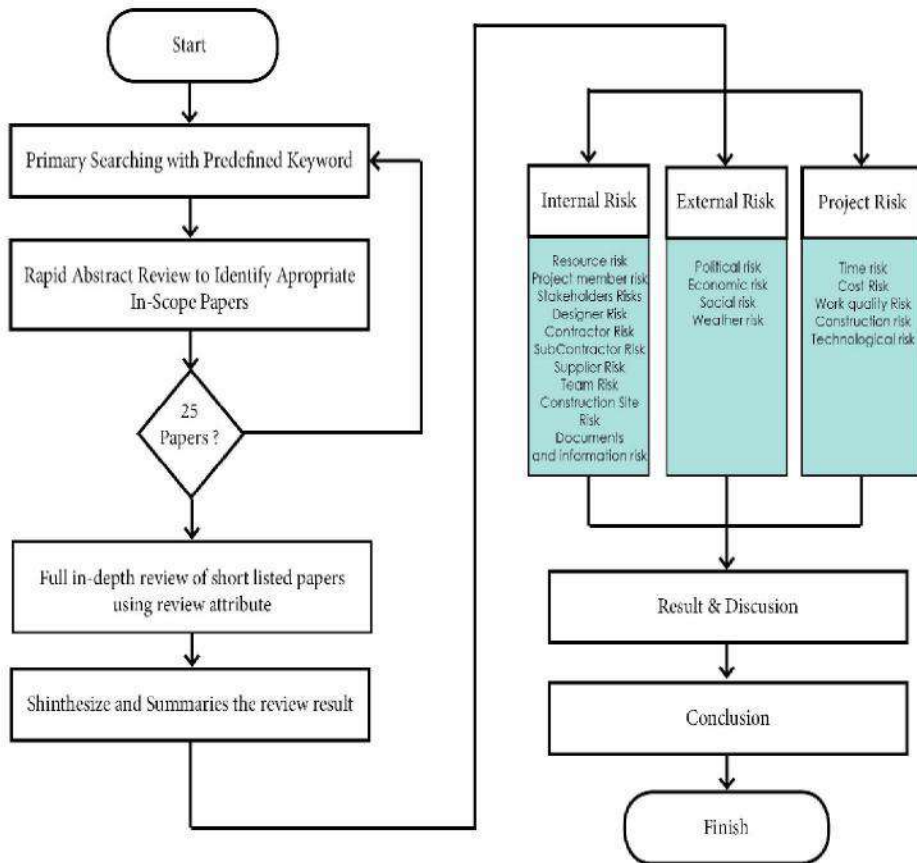 Start
Primary Searching with Predefined Keyword
Rapid Abstract Review to Identify Apropriate
In-Scope Papers
25
Papers ?
Full in-depth review of short listed papers
using review attribute
Shinthesize and Summaries the review result
Internal Risk
Resource risk
Project member risk
Stakeholders Risks
Designer Risk
Contractor Risk
SubContractor Risk
Supplier Risk
Team Risk
Construction Site
Risk
Documents
and information risk
External Risk
Political risk
Economic risk
Social risk
Weather risk
Project Risk
Time risk
Cost Risk
Work quality Risk
Construction risk
Technological risk
Result & Discusion
Conclusion
Finish